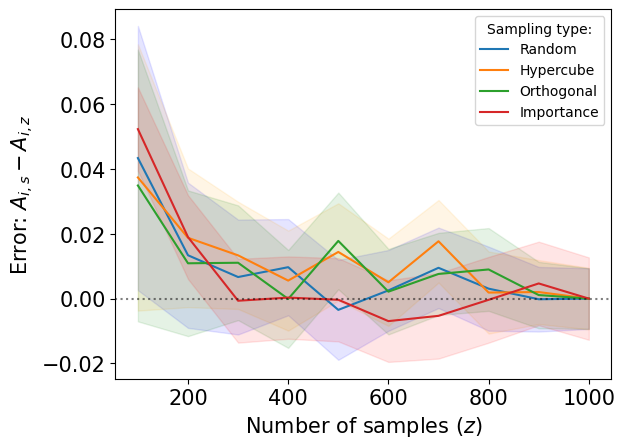 Sampling type:
Random
Hypercube
Orthogonal
Importance
0.08
0.06
0.04
0.02
0.00
−0.02
Error: $A_{i,s} - A_{i,z}$
200
400
600
800
1000
Number of samples ($z$)